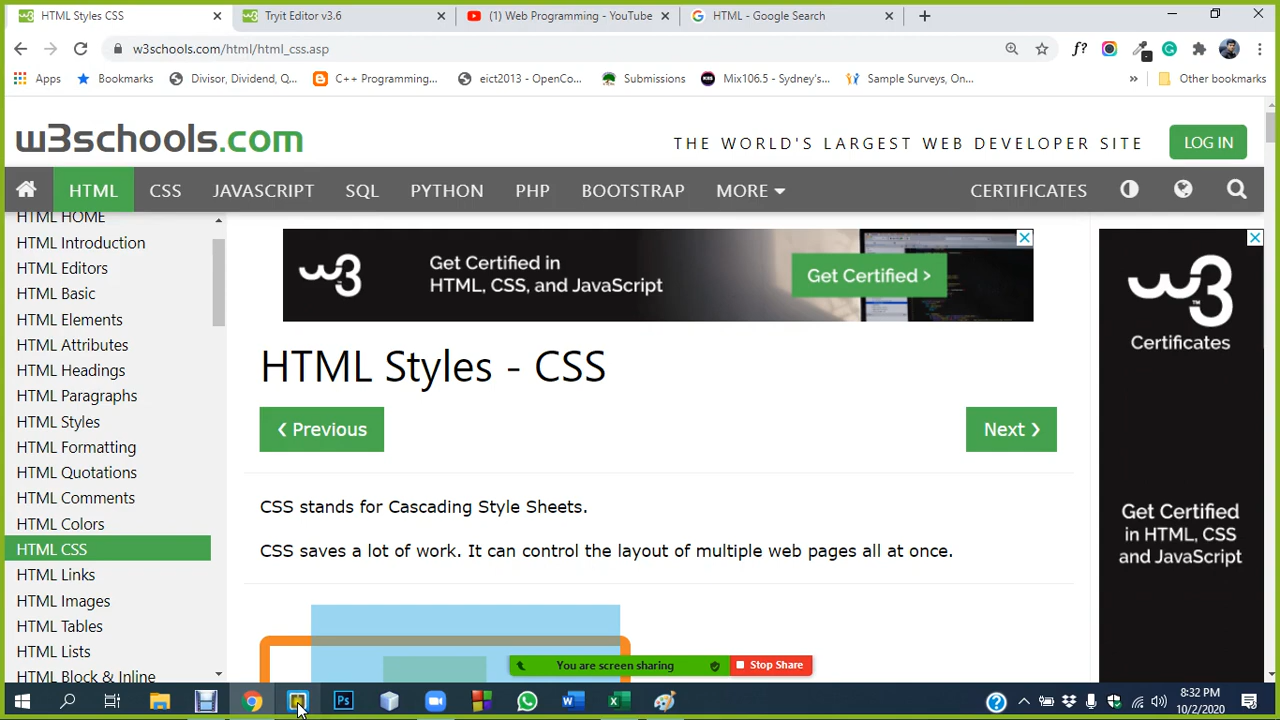 HTML Styles CSS
Tryit Editor v3.6
(1) Web Programming - YouTube
HTML - Google Search
w3schools.com/html/html_css.asp
f?
Apps
Bookmarks
Divisor, Dividend, Q...
C++ Programming...
eict2013 - OpenCo...
Submissions
Mix106.5 - Sydney's...
Sample Surveys, On...
»
Other bookmarks
w3schools.com
THE WORLD'S LARGEST WEB DEVELOPER SITE
LOG IN
HTML
CSS
JAVASCRIPT
SQL
PYTHON
PHP
BOOTSTRAP
MORE
CERTIFICATES
HTML HOME
HTML Introduction
HTML Editors
HTML Basic
HTML Elements
HTML Attributes
HTML Headings
HTML Paragraphs
HTML Styles
HTML Formatting
HTML Quotations
HTML Comments
HTML Colors
HTML CSS
HTML Links
HTML Images
HTML Tables
HTML Lists
HTML Block & Inline
w3
Get Certified in
HTML, CSS, and JavaScript
Get Certified >
HTML Styles - CSS
❮ Previous
Next ❯
CSS stands for Cascading Style Sheets.
CSS saves a lot of work. It can control the layout of multiple web pages all at once.
w3
TM
Certificates
Get Certified
in HTML, CSS
and JavaScript
You are screen sharing
Stop Share
Ps
8:32 PM
10/2/2020